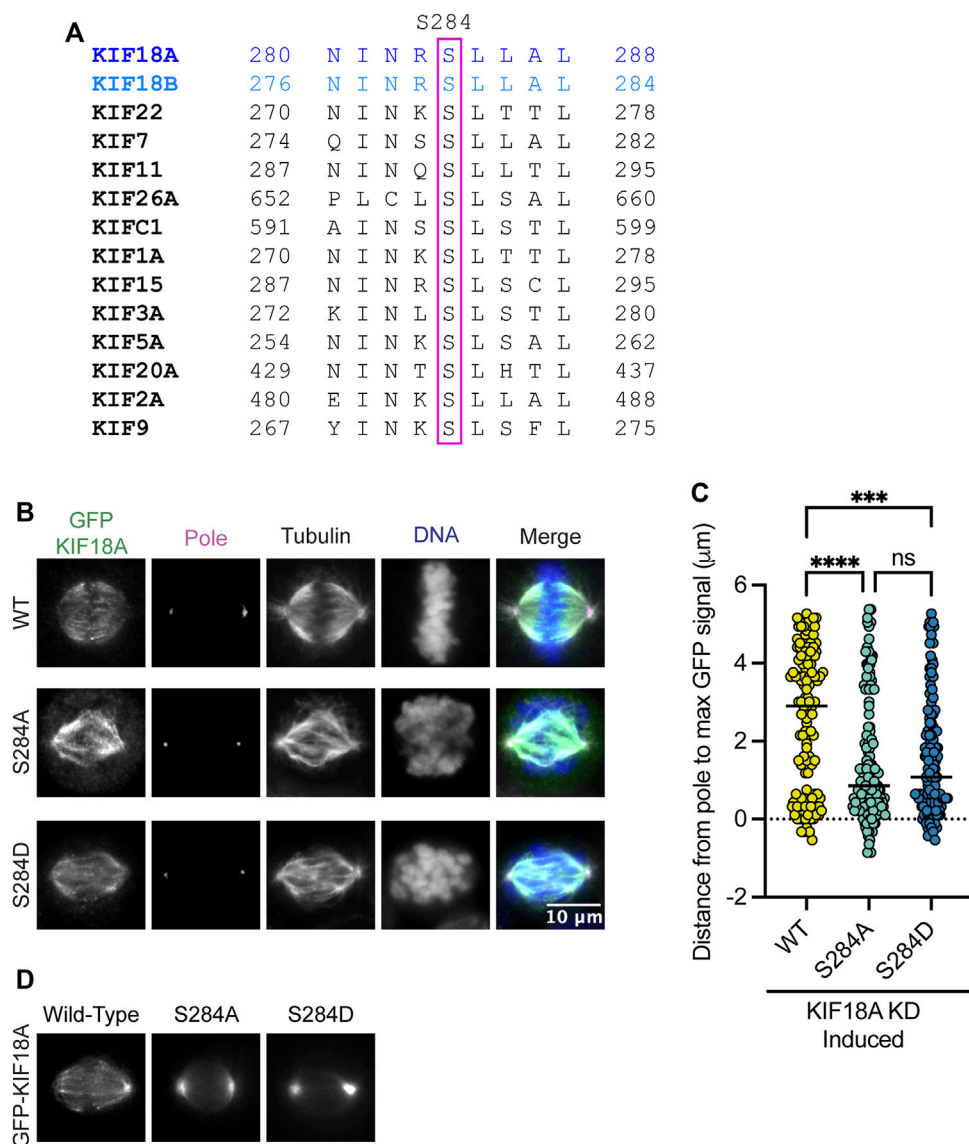 A
S284
KIF18A 280 N I N R S L L A L 288
KIF18B 276 N I N R S L L A L 284
KIF22 270 N I N K S L T T L 278
KIF7 274 Q I N S S L L A L 282
KIF11 287 N I N Q S L L T L 295
KIF26A 652 P L C L S L S A L 660
KIFC1 591 A I N S S L S T L 599
KIF1A 270 N I N K S L T T L 278
KIF15 287 N I N R S L S C L 295
KIF3A 272 K I N L S L S T L 280
KIF5A 254 N I N K S L S A L 262
KIF20A 429 N I N T S L H T L 437
KIF2A 480 E I N K S L L A L 488
KIF9 267 Y I N K S L S F L 275
B
GFP
KIF18A
Pole
Tubulin
DNA
Merge
WT
S284A
S284D
10 μm
C
Distance from pole to max GFP signal (μm)
***
****
ns
6
4
2
0
-2
WT
S284A
S284D
KIF18A KD
Induced
D
Wild-Type
S284A
S284D
GFP-KIF18A